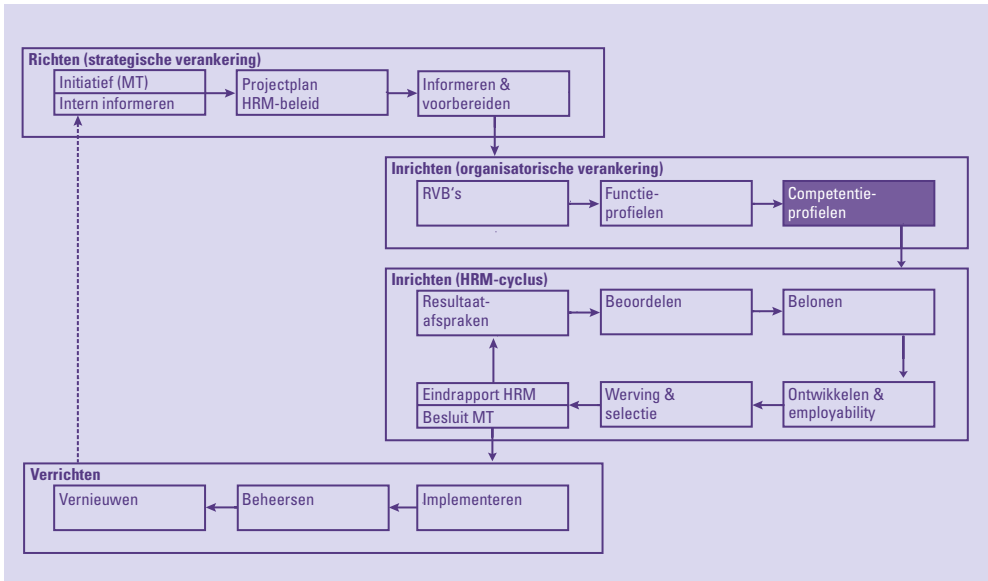 Richten (strategische verankering)
Initiatief (MT)
Intern informeren
Projectplan
HRM-beleid
Informeren &
voorbereiden
Inrichten (organisatorische verankering)
RVB's
Functie-
profielen
Competentie-
profielen
Inrichten (HRM-cyclus)
Resultaat-
afspraken
Beoordelen
Belonen
Eindrapport HRM
Besluit MT
Werving &
selectie
Ontwikkelen &
employability
Verrichten
Vernieuwen
Beheersen
Implementeren